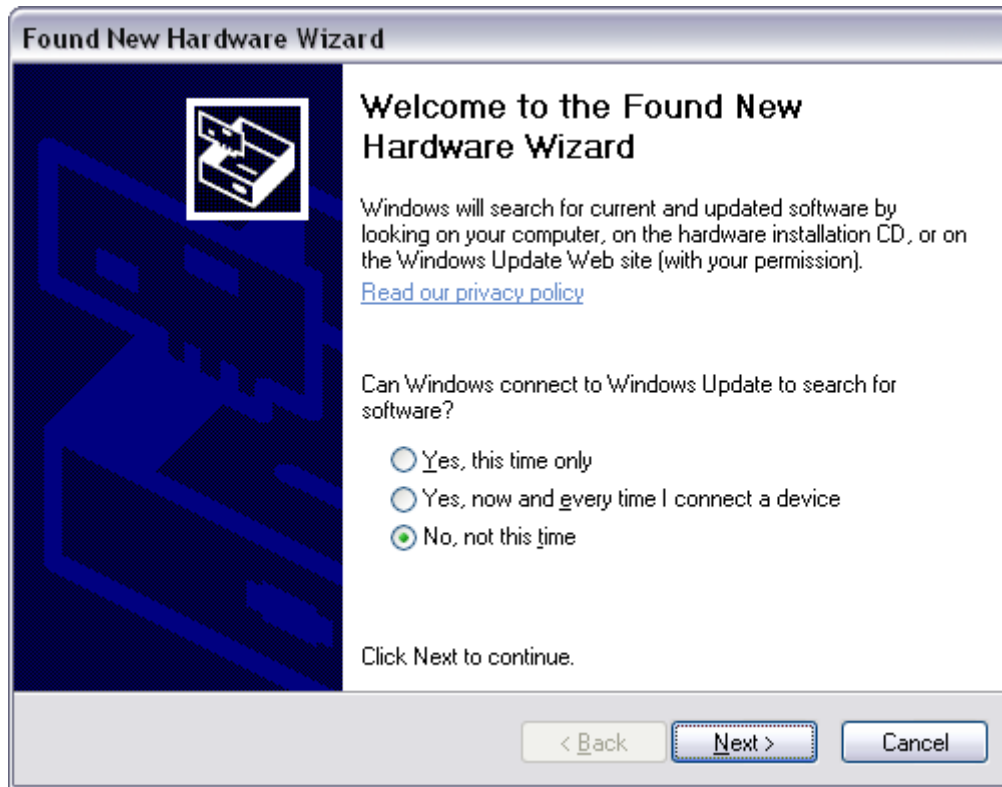 Found New Hardware Wizard
Welcome to the Found New
Hardware Wizard
Windows will search for current and updated software by
looking on your computer, on the hardware installation CD, or on
the Windows Update Web site (with your permission).
Read our privacy policy
Can Windows connect to Windows Update to search for
software?
Yes, this time only
Yes, now and every time I connect a device
No, not this time
Click Next to continue.
< Back Next > Cancel